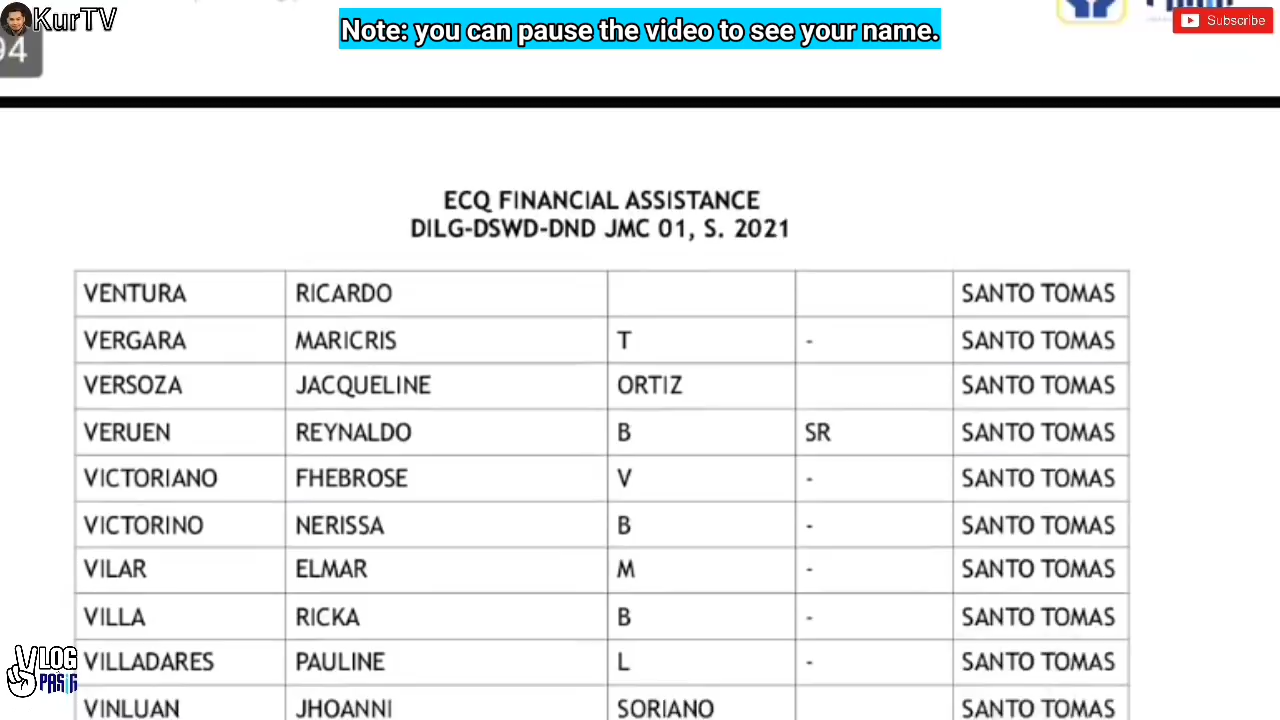 KurTV
Note: you can pause the video to see your name.
Subscribe
94
ECQ FINANCIAL ASSISTANCE
DILG-DSWD-DND JMC 01, S. 2021
VENTURA RICARDO SANTO TOMAS
VERGARA MARICRIS T - SANTO TOMAS
VERSOZA JACQUELINE ORTIZ SANTO TOMAS
VERUEN REYNALDO B SR SANTO TOMAS
VICTORIANO FHEBROSE V - SANTO TOMAS
VICTORINO NERISSA B - SANTO TOMAS
VILAR ELMAR M - SANTO TOMAS
VILLA RICKA B - SANTO TOMAS
VILLADARES PAULINE L - SANTO TOMAS
VINLUAN JHOANNI SORIANO SANTO TOMAS
VLOG
PASIG